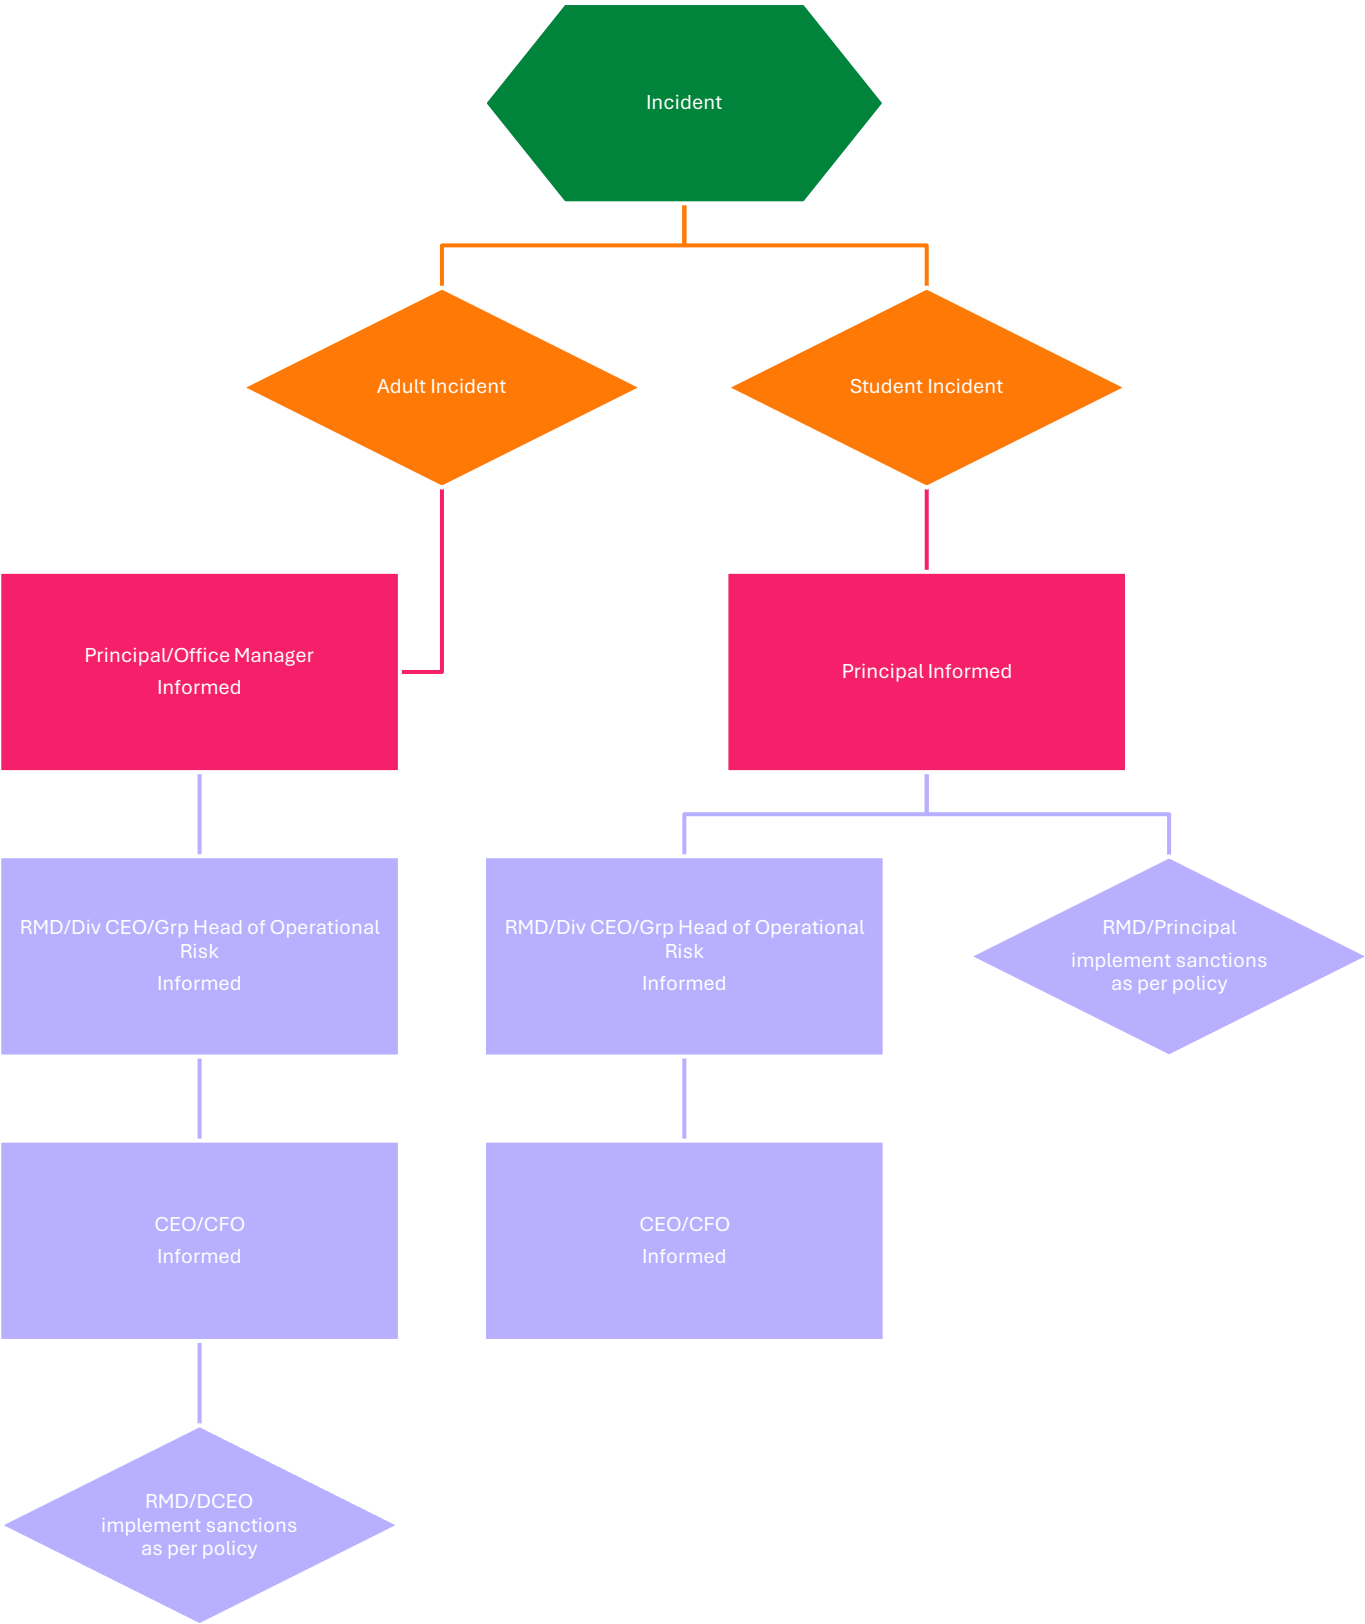 Incident
Adult Incident
Student Incident
Principal/Office Manager
Informed
Principal Informed
RMD/Div CEO/Grp Head of Operational
Risk
Informed
RMD/Div CEO/Grp Head of Operational
Risk
Informed
RMD/Principal
implement sanctions
as per policy
CEO/CFO
Informed
CEO/CFO
Informed
RMD/DCEO
implement sanctions
as per policy